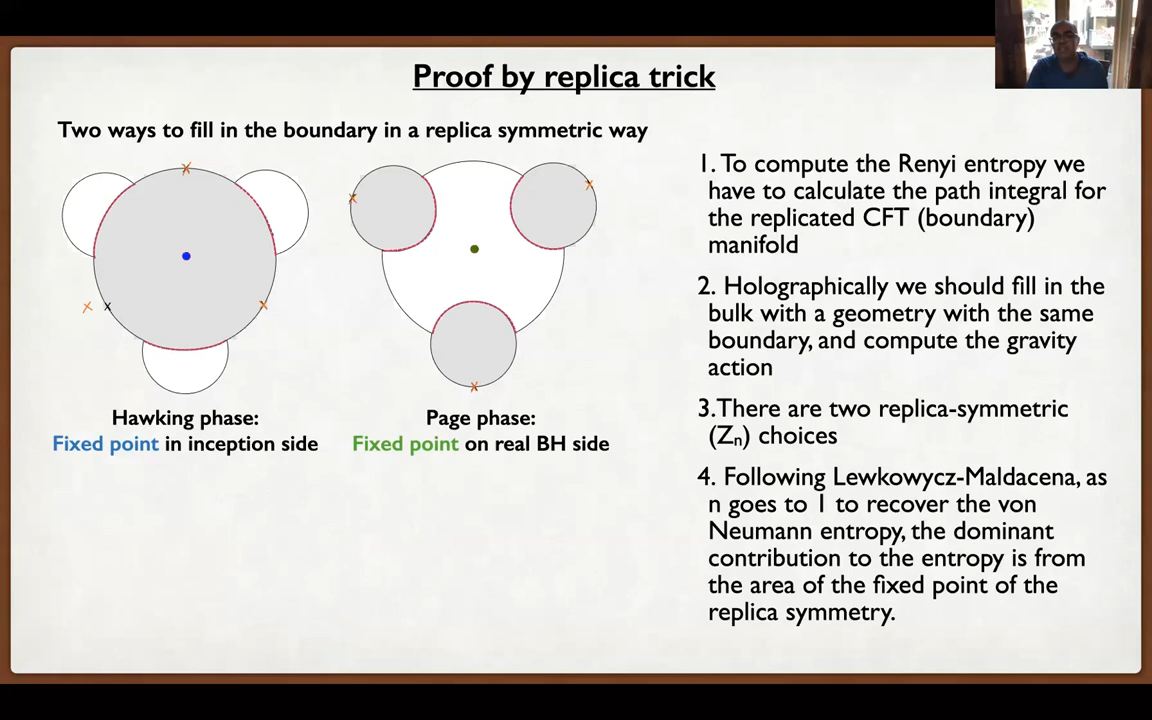 Proof by replica trick
Two ways to fill in the boundary in a replica symmetric way
Hawking phase:
Fixed point in inception side
Page phase:
Fixed point on real BH side
1. To compute the Renyi entropy we
have to calculate the path integral for
the replicated CFT (boundary)
manifold
2. Holographically we should fill in the
bulk with a geometry with the same
boundary, and compute the gravity
action
3.There are two replica-symmetric
(Zₙ) choices
4. Following Lewkowycz-Maldacena, as
n goes to 1 to recover the von
Neumann entropy, the dominant
contribution to the entropy is from
the area of the fixed point of the
replica symmetry.